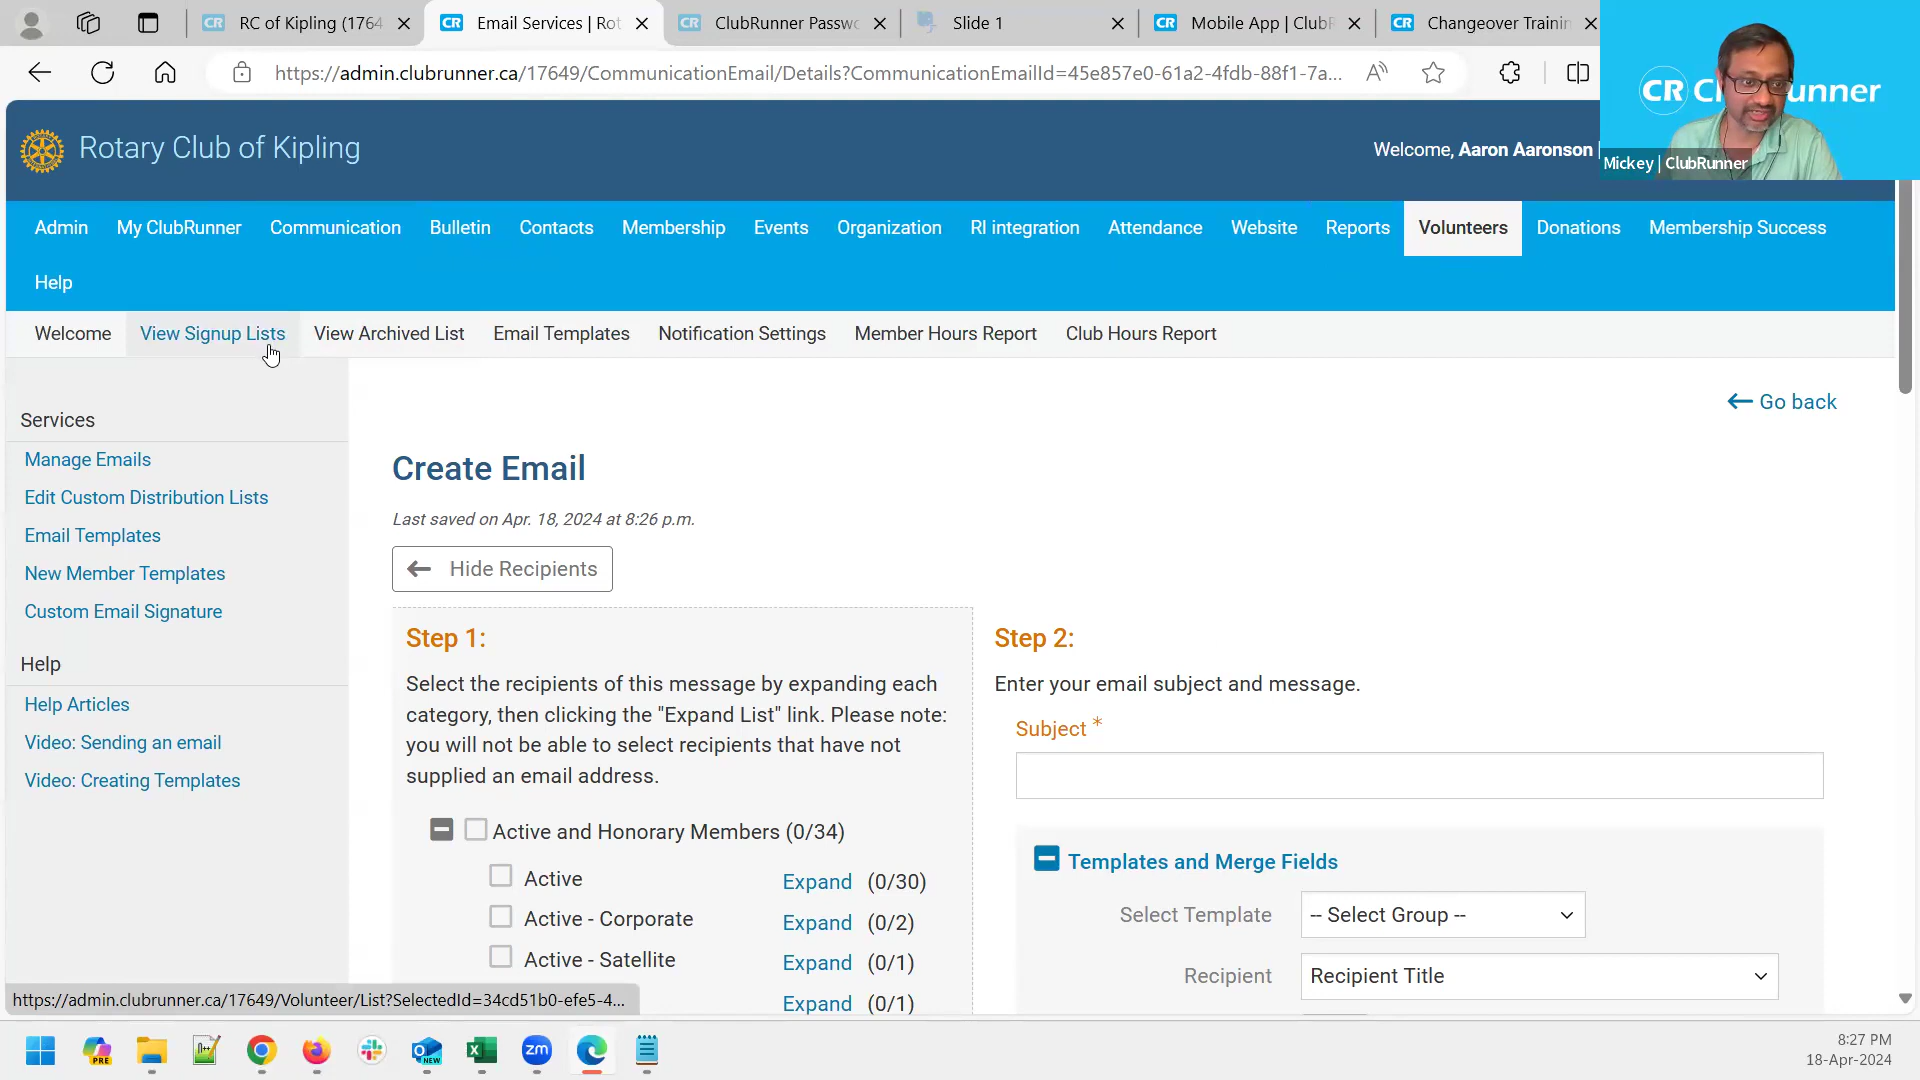 RC of Kipling (1764
Email Services | Rot
ClubRunner Passwo
Slide 1
Mobile App | ClubR
Changeover Trainin
https://admin.clubrunner.ca/17649/CommunicationEmail/Details?CommunicationEmailId=45e857e0-61a2-4fdb-88f1-7a...
CR
Mickey | ClubRunner
Rotary Club of Kipling
Welcome, Aaron Aaronson
Admin My ClubRunner Communication Bulletin Contacts Membership Events Organization RI integration Attendance Website Reports Volunteers Donations Membership Success
Help
Welcome View Signup Lists View Archived List Email Templates Notification Settings Member Hours Report Club Hours Report
Go back
Services
Manage Emails
Edit Custom Distribution Lists
Email Templates
New Member Templates
Custom Email Signature
Help
Help Articles
Video: Sending an email
Video: Creating Templates
Create Email
Last saved on Apr. 18, 2024 at 8:26 p.m.
Hide Recipients
Step 1:
Select the recipients of this message by expanding each
category, then clicking the "Expand List" link. Please note:
you will not be able to select recipients that have not
supplied an email address.
Active and Honorary Members (0/34)
Active Expand (0/30)
Active - Corporate Expand (0/2)
Active - Satellite Expand (0/1)
Expand (0/1)
Step 2:
Enter your email subject and message.
Subject *
Templates and Merge Fields
Select Template -- Select Group --
Recipient Recipient Title
https://admin.clubrunner.ca/17649/Volunteer/List?SelectedId=34cd51b0-efe5-4...
PRE
NEW
zm
8:27 PM
18-Apr-2024